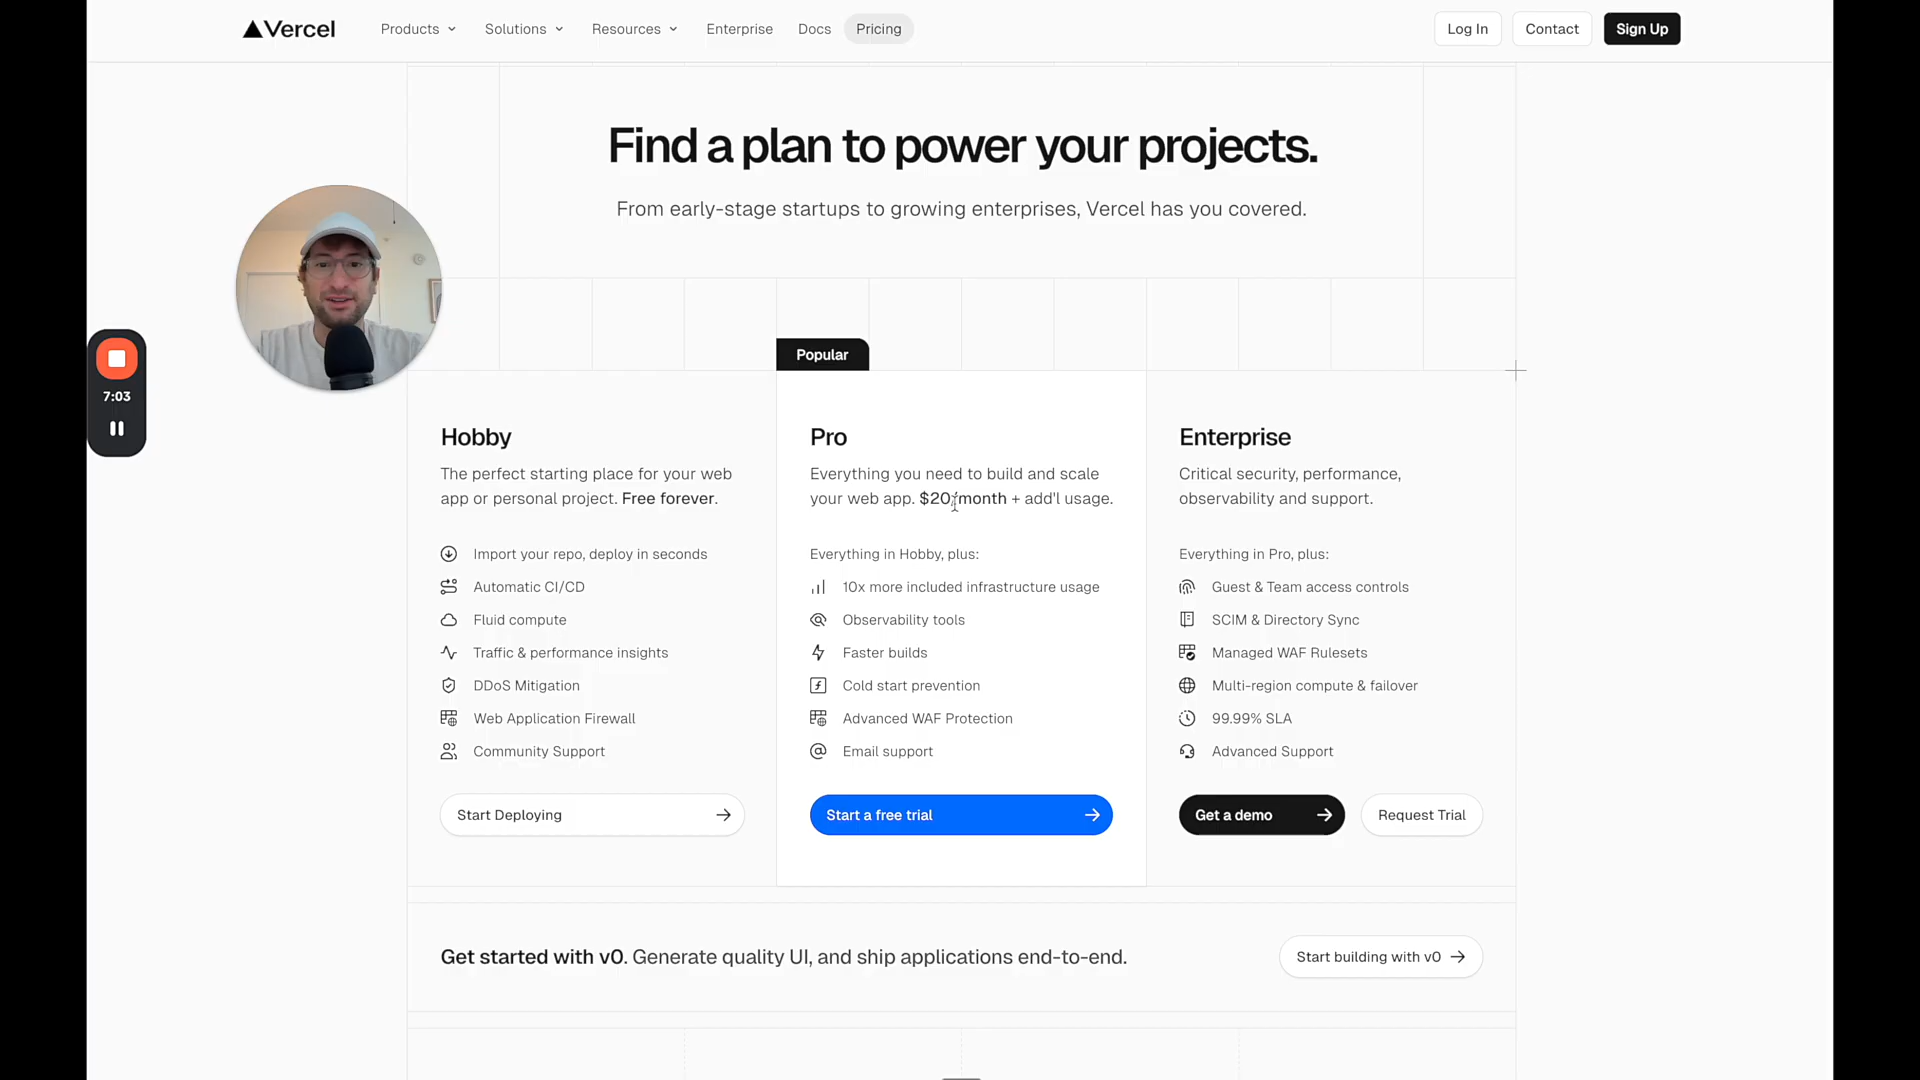 Vercel
Products
Solutions
Resources
Enterprise
Docs
Pricing
Log In
Contact
Sign Up
Find a plan to power your projects.
From early-stage startups to growing enterprises, Vercel has you covered.
7:03
Popular
Hobby
The perfect starting place for your web
app or personal project. Free forever.
Import your repo, deploy in seconds
Automatic CI/CD
Fluid compute
Traffic & performance insights
DDoS Mitigation
Web Application Firewall
Community Support
Start Deploying
Pro
Everything you need to build and scale
your web app. $20/month + add'l usage.
Everything in Hobby, plus:
10x more included infrastructure usage
Observability tools
Faster builds
Cold start prevention
Advanced WAF Protection
Email support
Start a free trial
Enterprise
Critical security, performance,
observability and support.
Everything in Pro, plus:
Guest & Team access controls
SCIM & Directory Sync
Managed WAF Rulesets
Multi-region compute & failover
99.99% SLA
Advanced Support
Get a demo
Request Trial
Get started with v0. Generate quality UI, and ship applications end-to-end.
Start building with v0